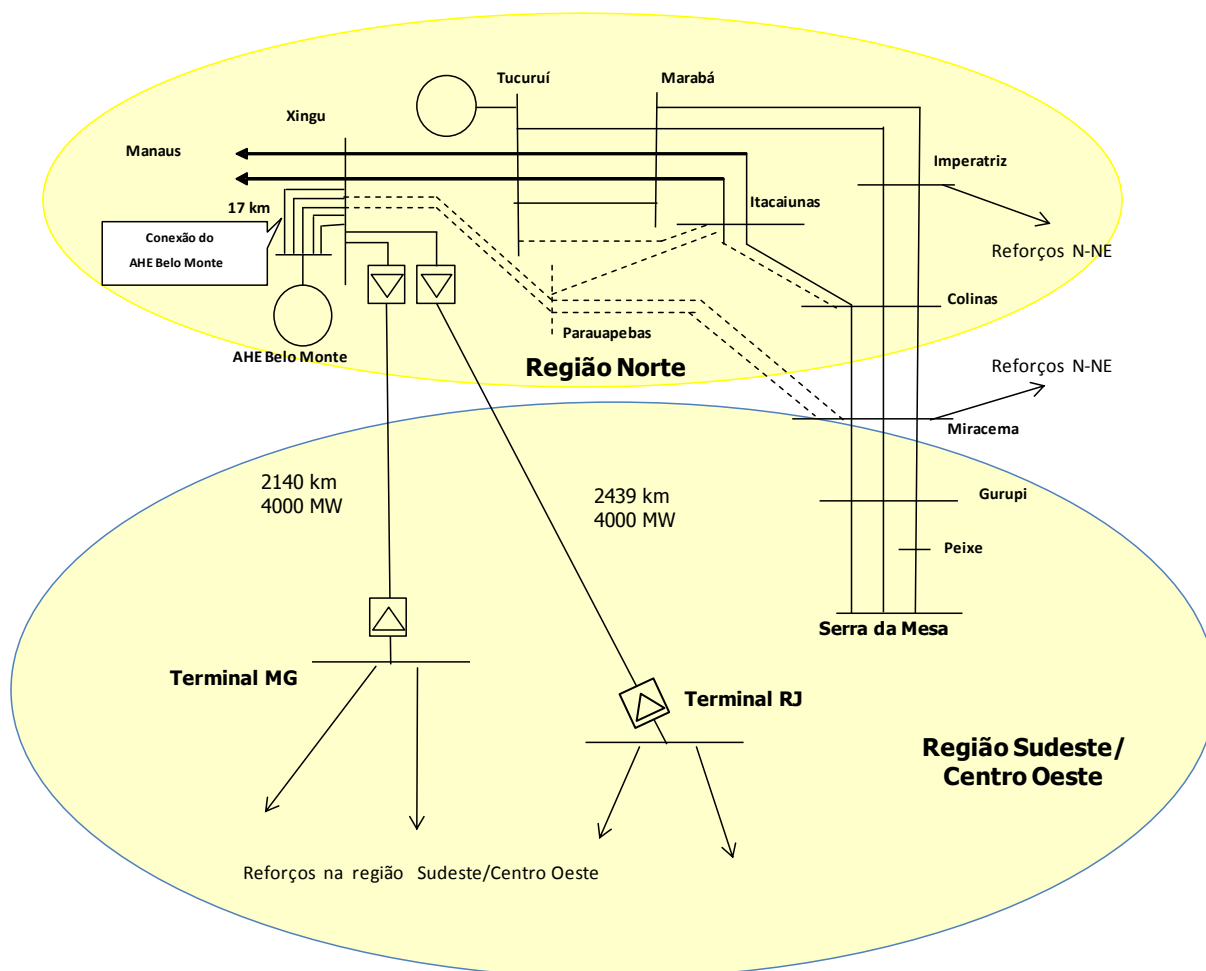 Tucuruí
Marabá
Xingu
Manaus
Imperatriz
17 km
Itacaiunas
Conexão do
AHE Belo Monte
Reforços N-NE
Colinas
Parauapebas
AHE Belo Monte
Região Norte
Reforços N-NE
Miracema
2140 km
4000 MW
2439 km
4000 MW
Gurupi
Peixe
Serra da Mesa
Terminal MG
Terminal RJ
Região Sudeste/
Centro Oeste
Reforços na região Sudeste/Centro Oeste